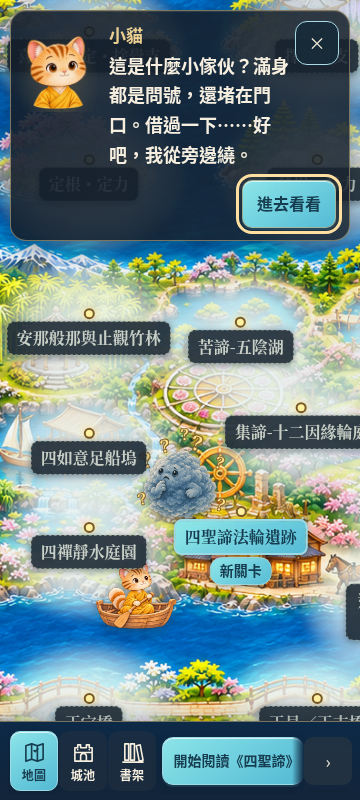 小貓
這是什麼小傢伙？滿身
都是問號，還堵在門
口。借過一下⋯⋯好
吧，我從旁邊繞。
進去看看
定根・定力
安那般那與止觀竹林
苦諦-五陰湖
集諦-十二因緣輪
四如意足船塢
四聖諦法輪遺跡
新關卡
四禪靜水庭園
地圖
城池
書架
開始閱讀《四聖諦》
›